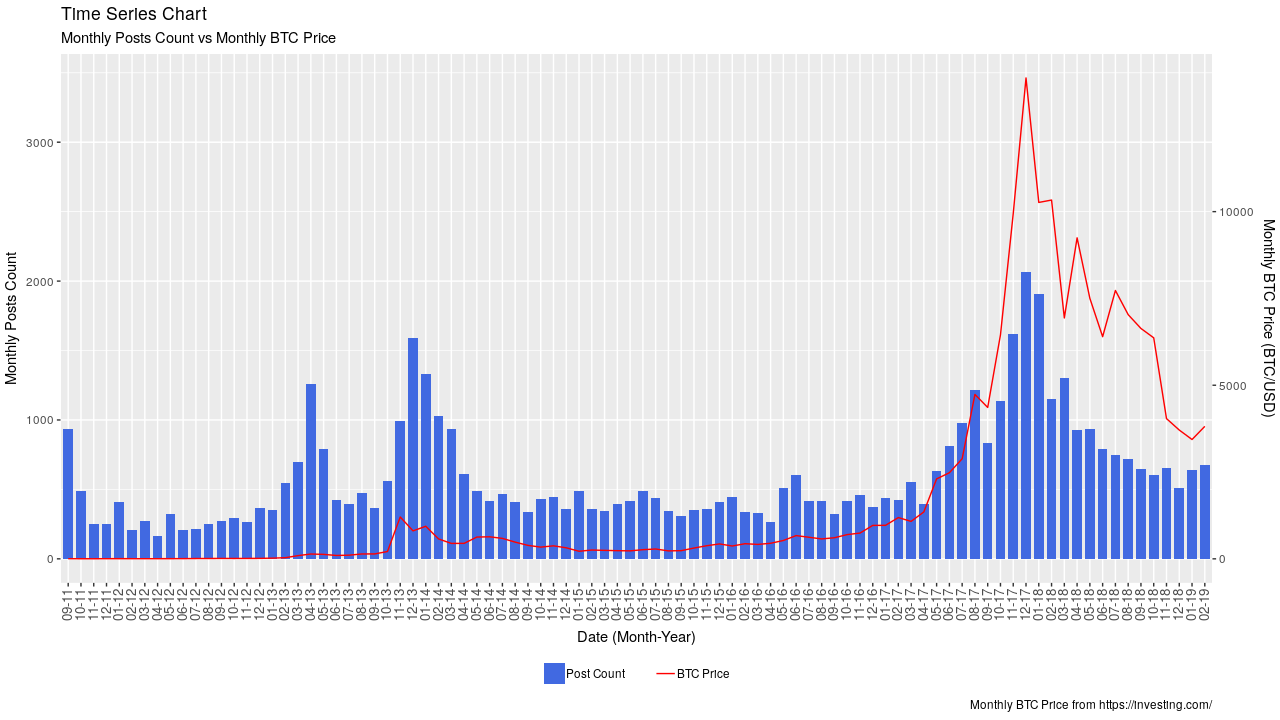 Time Series Chart
Monthly Posts Count vs Monthly BTC Price
Monthly Posts Count
3000
2000
1000
0
10000
5000
0
Monthly BTC Price (BTC/USD)
09-11 10-11 11-11 12-11 01-12 02-12 03-12 04-12 05-12 06-12 07-12 08-12 09-12 10-12 11-12 12-12 01-13 02-13 03-13 04-13 05-13 06-13 07-13 08-13 09-13 10-13 11-13 12-13 01-14 02-14 03-14 04-14 05-14 06-14 07-14 08-14 09-14 10-14 11-14 12-14 01-15 02-15 03-15 04-15 05-15 06-15 07-15 08-15 09-15 10-15 11-15 12-15 01-16 02-16 03-16 04-16 05-16 06-16 07-16 08-16 09-16 10-16 11-16 12-16 01-17 02-17 03-17 04-17 05-17 06-17 07-17 08-17 09-17 10-17 11-17 12-17 01-18 02-18 03-18 04-18 05-18 06-18 07-18 08-18 09-18 10-18 11-18 12-18 01-19 02-19
Date (Month-Year)
Post Count BTC Price
Monthly BTC Price from https://investing.com/